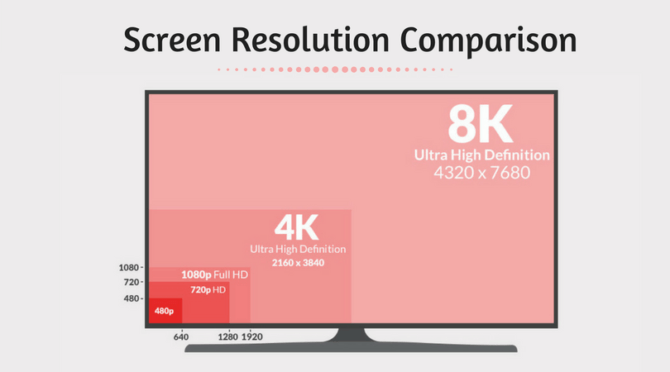 Screen Resolution Comparison
8K
Ultra High Definition
4320 x 7680
4K
Ultra High Definition
2160 x 3840
1080p Full HD
720p HD
480p
1080
720
480
640 1280 1920